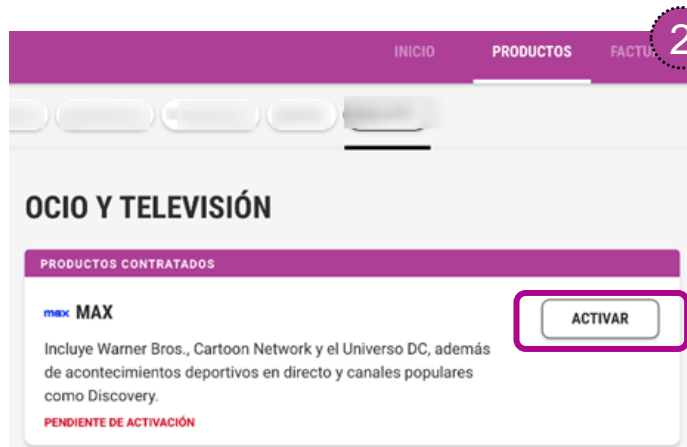 2
INICIO PRODUCTOS FACTU
OCIO Y TELEVISIÓN
PRODUCTOS CONTRATADOS
max MAX
ACTIVAR
Incluye Warner Bros., Cartoon Network y el Universo DC, además
de acontecimientos deportivos en directo y canales populares
como Discovery.
PENDIENTE DE ACTIVACIÓN